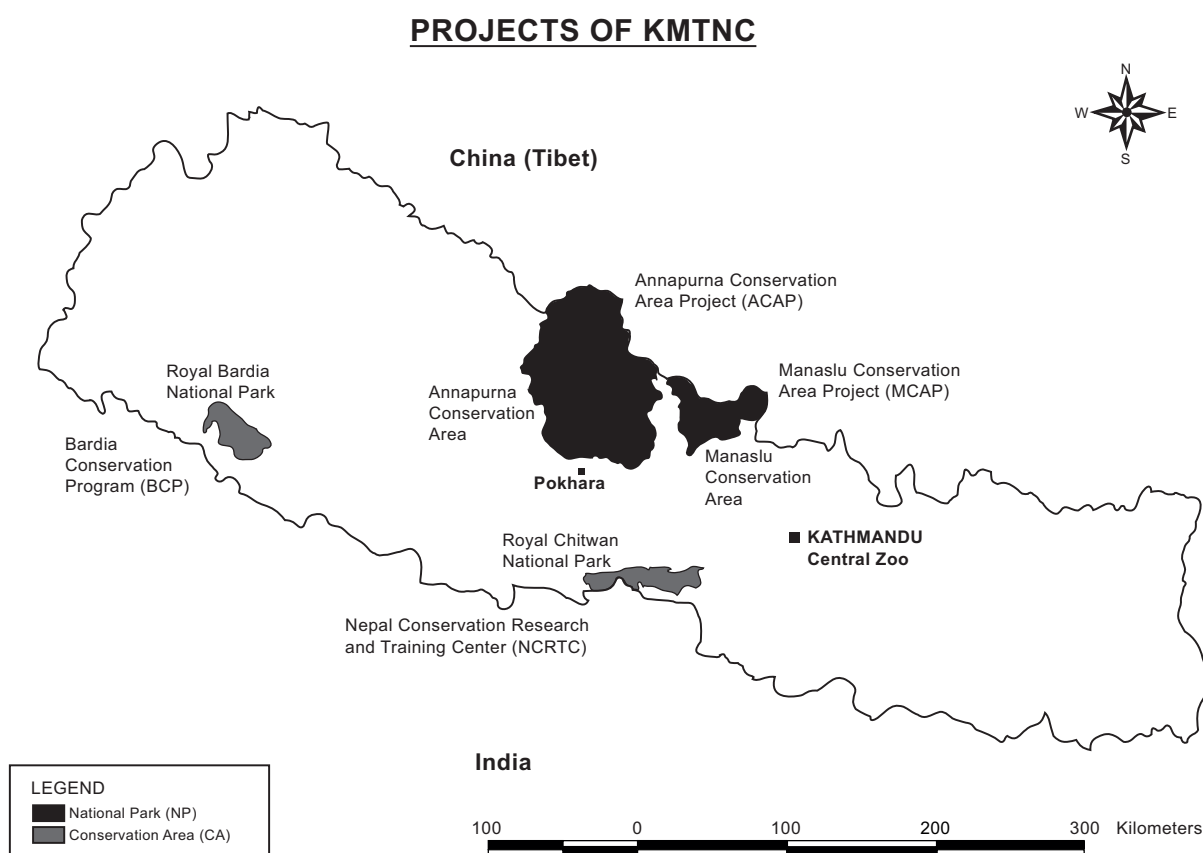 PROJECTS OF KMTNC
N
W
E
S
China (Tibet)
Annapurna Conservation
Area Project (ACAP)
Royal Bardia
National Park
Annapurna
Conservation
Area
Manaslu Conservation
Area Project (MCAP)
Bardia
Conservation
Program (BCP)
Manaslu
Conservation
Area
Pokhara
KATHMANDU
Central Zoo
Royal Chitwan
National Park
Nepal Conservation Research
and Training Center (NCRTC)
India
LEGEND
National Park (NP)
Conservation Area (CA)
100 0 100 200 300 Kilometers